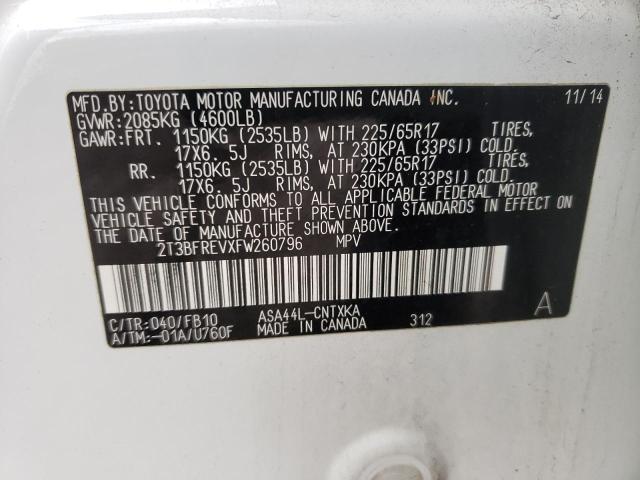 MFD.BY:TOYOTA MOTOR MANUFACTURING CANADA INC. 11/14
GVWR:2085KG (4600LB)
GAWR:FRT. 1150KG (2535LB) WITH 225/65R17 TIRES,
17X6. 5J RIMS, AT 230KPA (33PSI) COLD.
RR. 1150KG (2535LB) WITH 225/65R17 TIRES,
17X6. 5J RIMS, AT 230KPA (33PSI) COLD.
THIS VEHICLE CONFORMS TO ALL APPLICABLE FEDERAL MOTOR
VEHICLE SAFETY AND THEFT PREVENTION STANDARDS IN EFFECT ON
THE DATE OF MANUFACTURE SHOWN ABOVE.
2T3BFREVXFW260796 MPV
C/TR:040/FB10 ASA44L-CNTXKA A
A/TM:-01A/U760F MADE IN CANADA 312